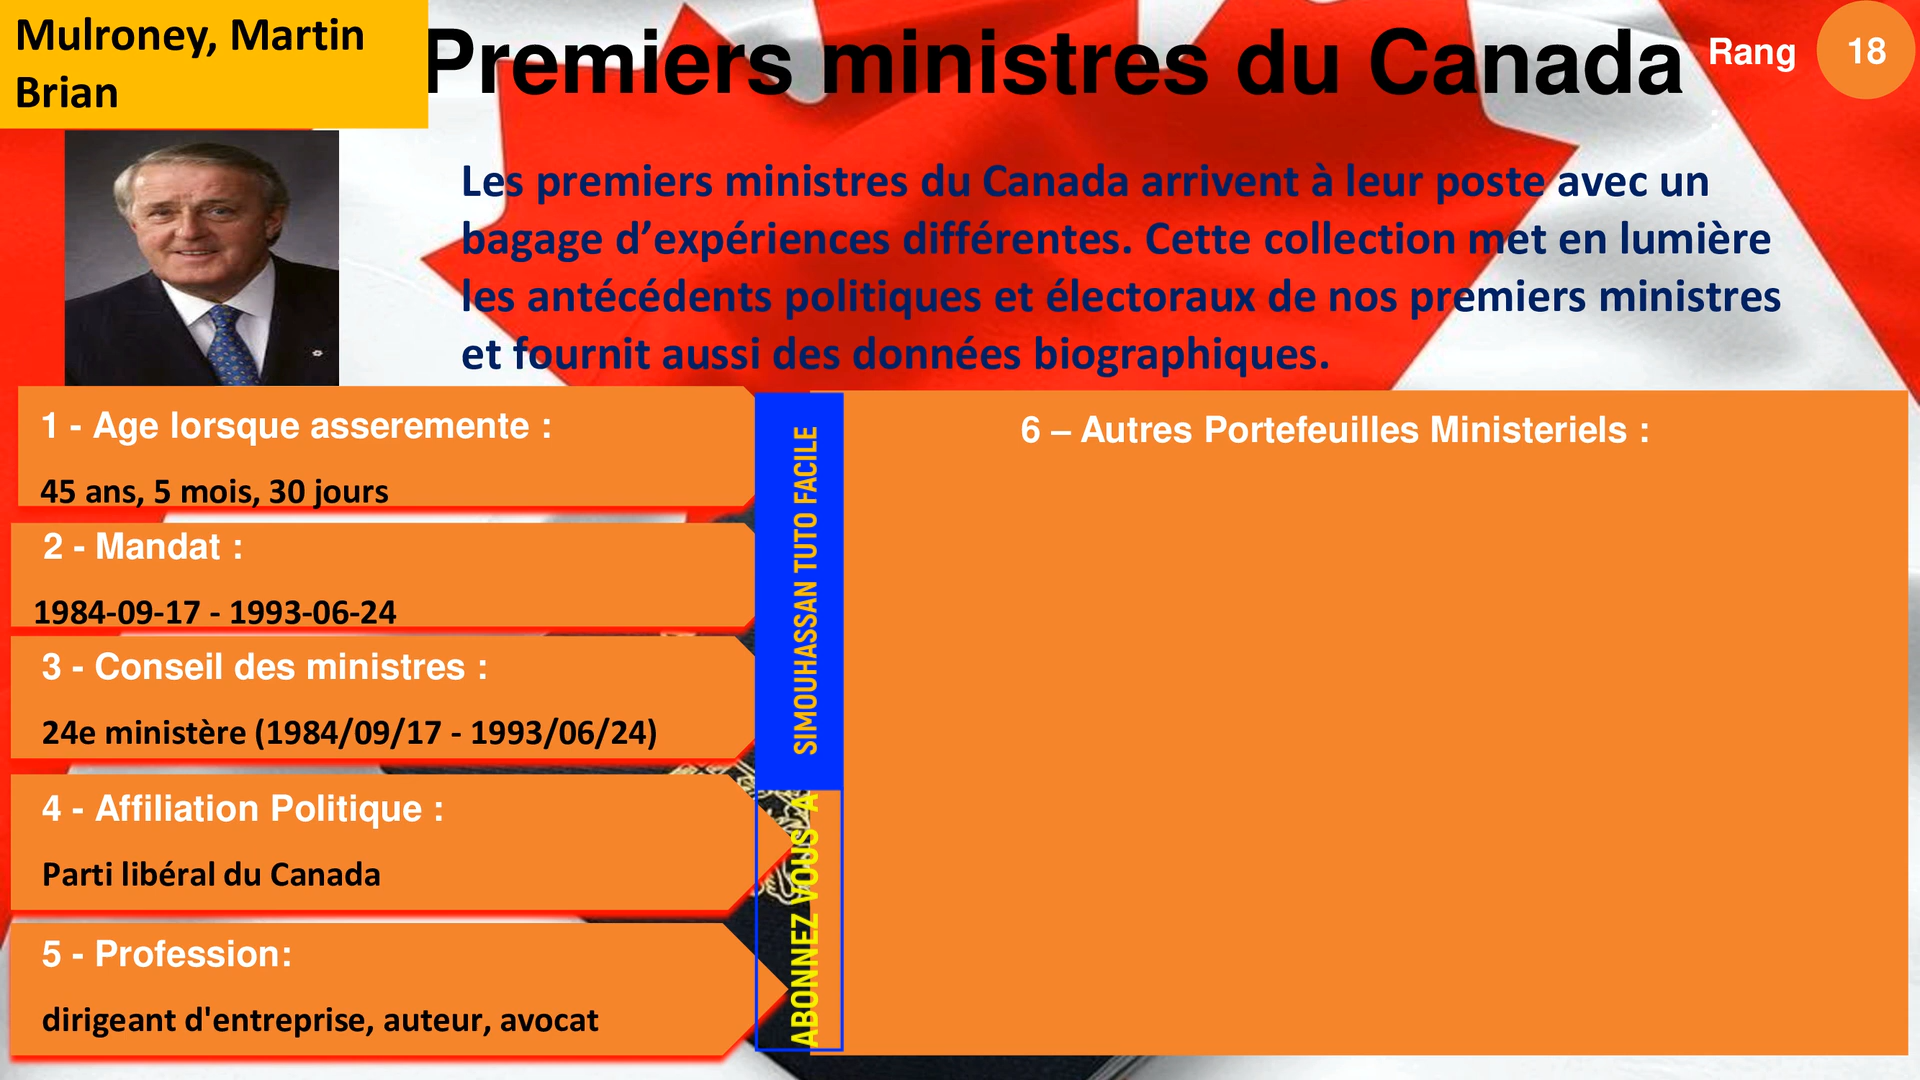 Mulroney, Martin
Brian
Premiers ministres du Canada
Rang
18
Les premiers ministres du Canada arrivent à leur poste avec un
bagage d’expériences différentes. Cette collection met en lumière
les antécédents politiques et électoraux de nos premiers ministres
et fournit aussi des données biographiques.
1 - Age lorsque asseremente :
45 ans, 5 mois, 30 jours
2 - Mandat :
1984-09-17 - 1993-06-24
3 - Conseil des ministres :
24e ministère (1984/09/17 - 1993/06/24)
4 - Affiliation Politique :
Parti libéral du Canada
5 - Profession:
dirigeant d'entreprise, auteur, avocat
ABONNEZ VOUS A
SIMOUHASSAN TUTO FACILE
6 – Autres Portefeuilles Ministeriels :